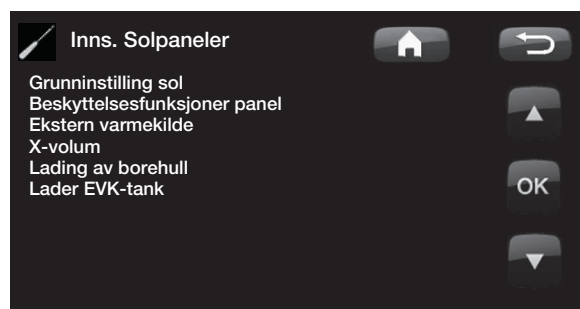 Inns. Solpaneler
Grunninstilling sol
Beskyttelsesfunksjoner panel
Ekstern varmekilde
X-volum
Lading av borehull
Lader EVK-tank
OK